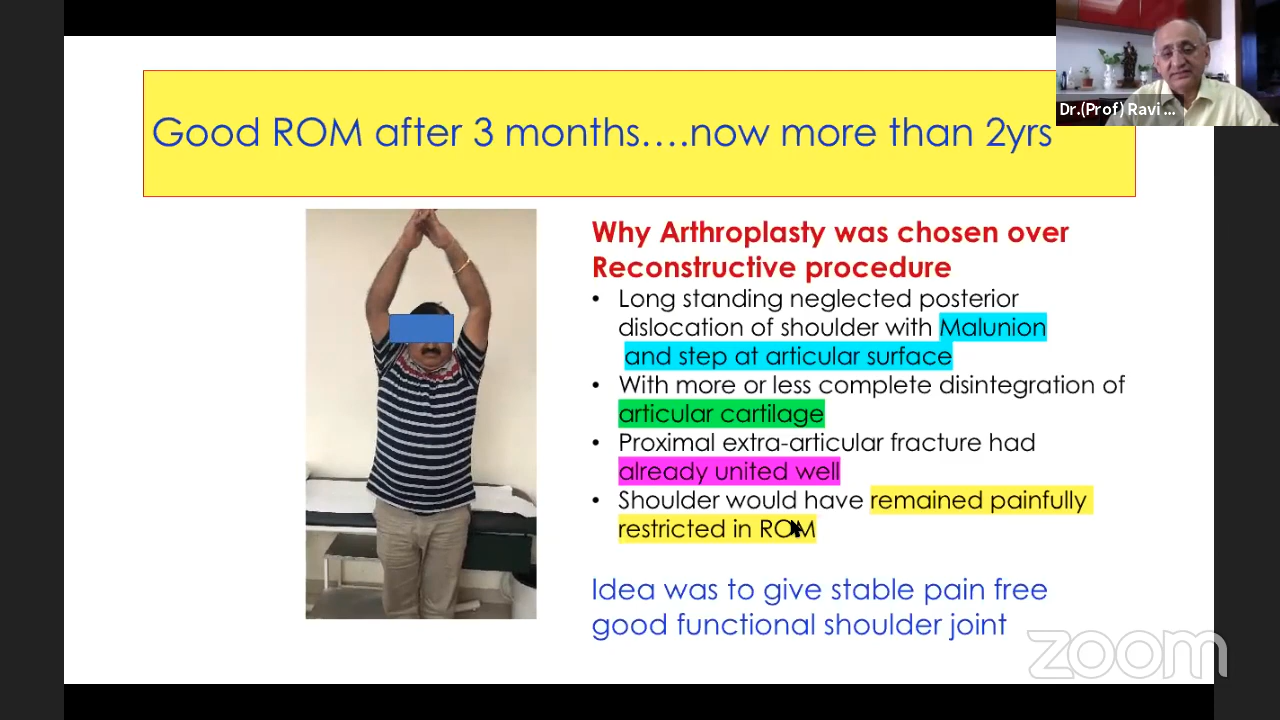 Dr.(Prof) Ravi ...
Good ROM after 3 months....now more than 2yrs
Why Arthroplasty was chosen over
Reconstructive procedure
• Long standing neglected posterior
dislocation of shoulder with Malunion
and step at articular surface
• With more or less complete disintegration of
articular cartilage
• Proximal extra-articular fracture had
already united well
• Shoulder would have remained painfully
restricted in ROM
Idea was to give stable pain free
good functional shoulder joint
zoom